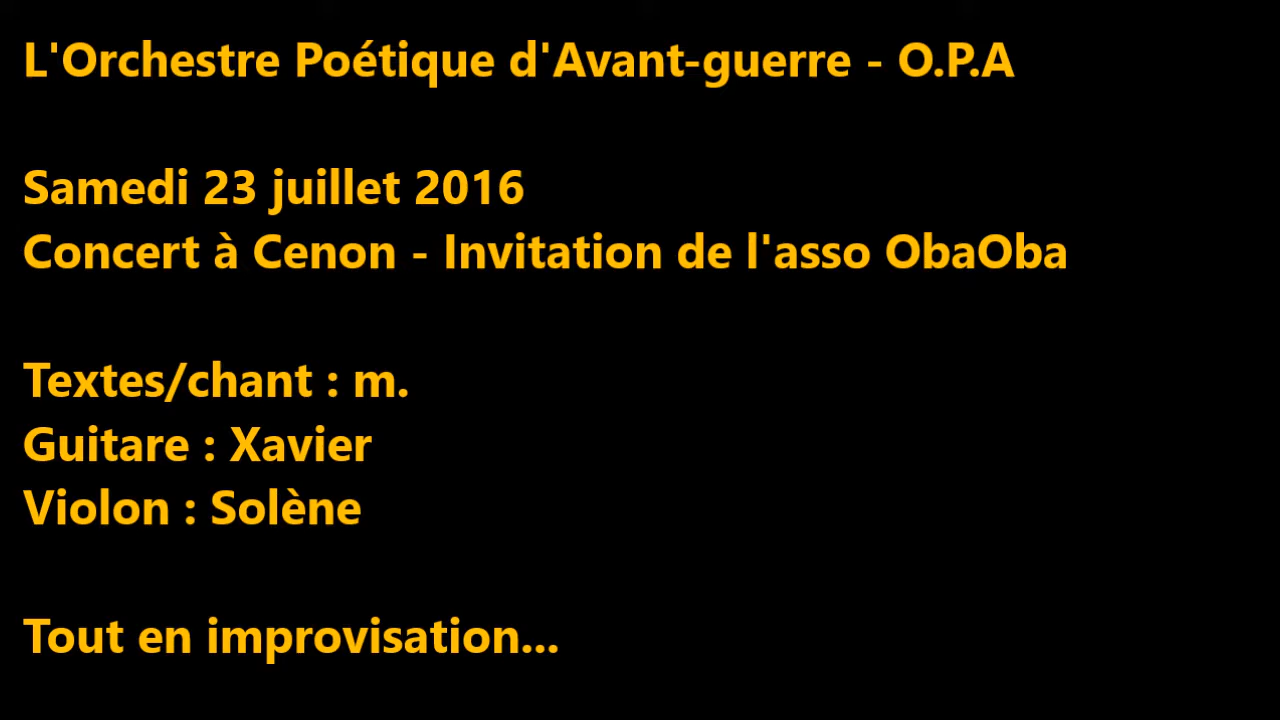 L'Orchestre Poétique d'Avant-guerre - O.P.A
Samedi 23 juillet 2016
Concert à Cenon - Invitation de l'asso ObaOba
Textes/chant : m.
Guitare : Xavier
Violon : Solène
Tout en improvisation...